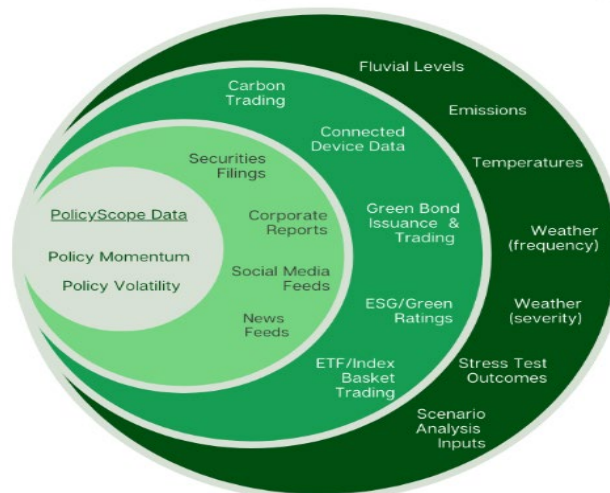 PolicyScope Data
Policy Momentum
Policy Volatility
Securities
Filings
Corporate
Reports
Social Media
Feeds
News
Feeds
Carbon
Trading
Connected
Device Data
Green Bond
Issuance &
Trading
ESG/Green
Ratings
ETF/Index
Basket
Trading
Fluvial Levels
Emissions
Temperatures
Weather
(frequency)
Weather
(severity)
Stress Test
Outcomes
Scenario
Analysis
Inputs